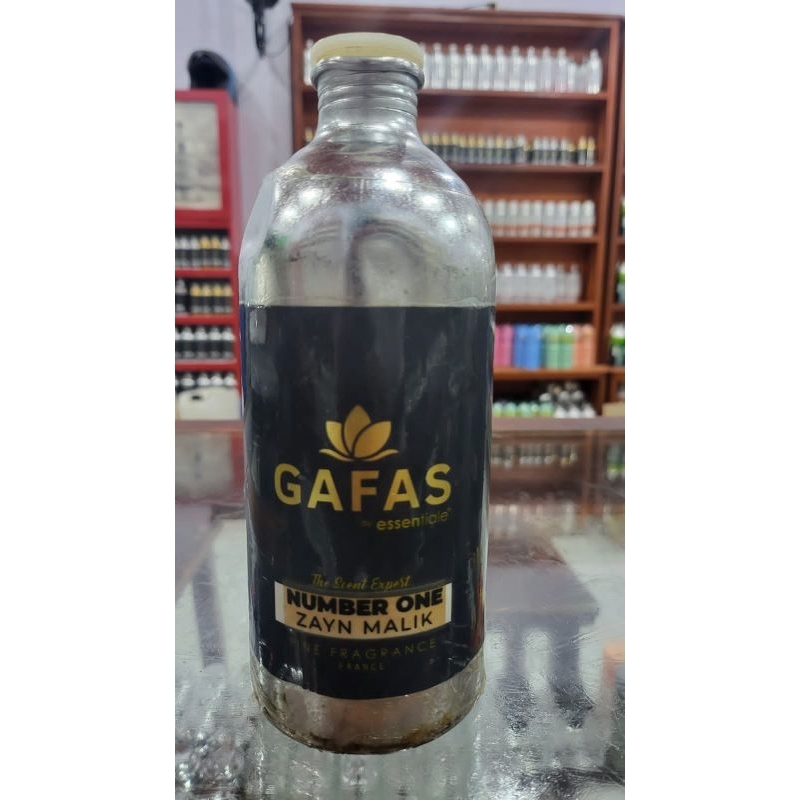 GAFAS
BY essentiale
The Scent Expert
NUMBER ONE
ZAYN MALIK
FINE FRAGRANCE
FRANCE